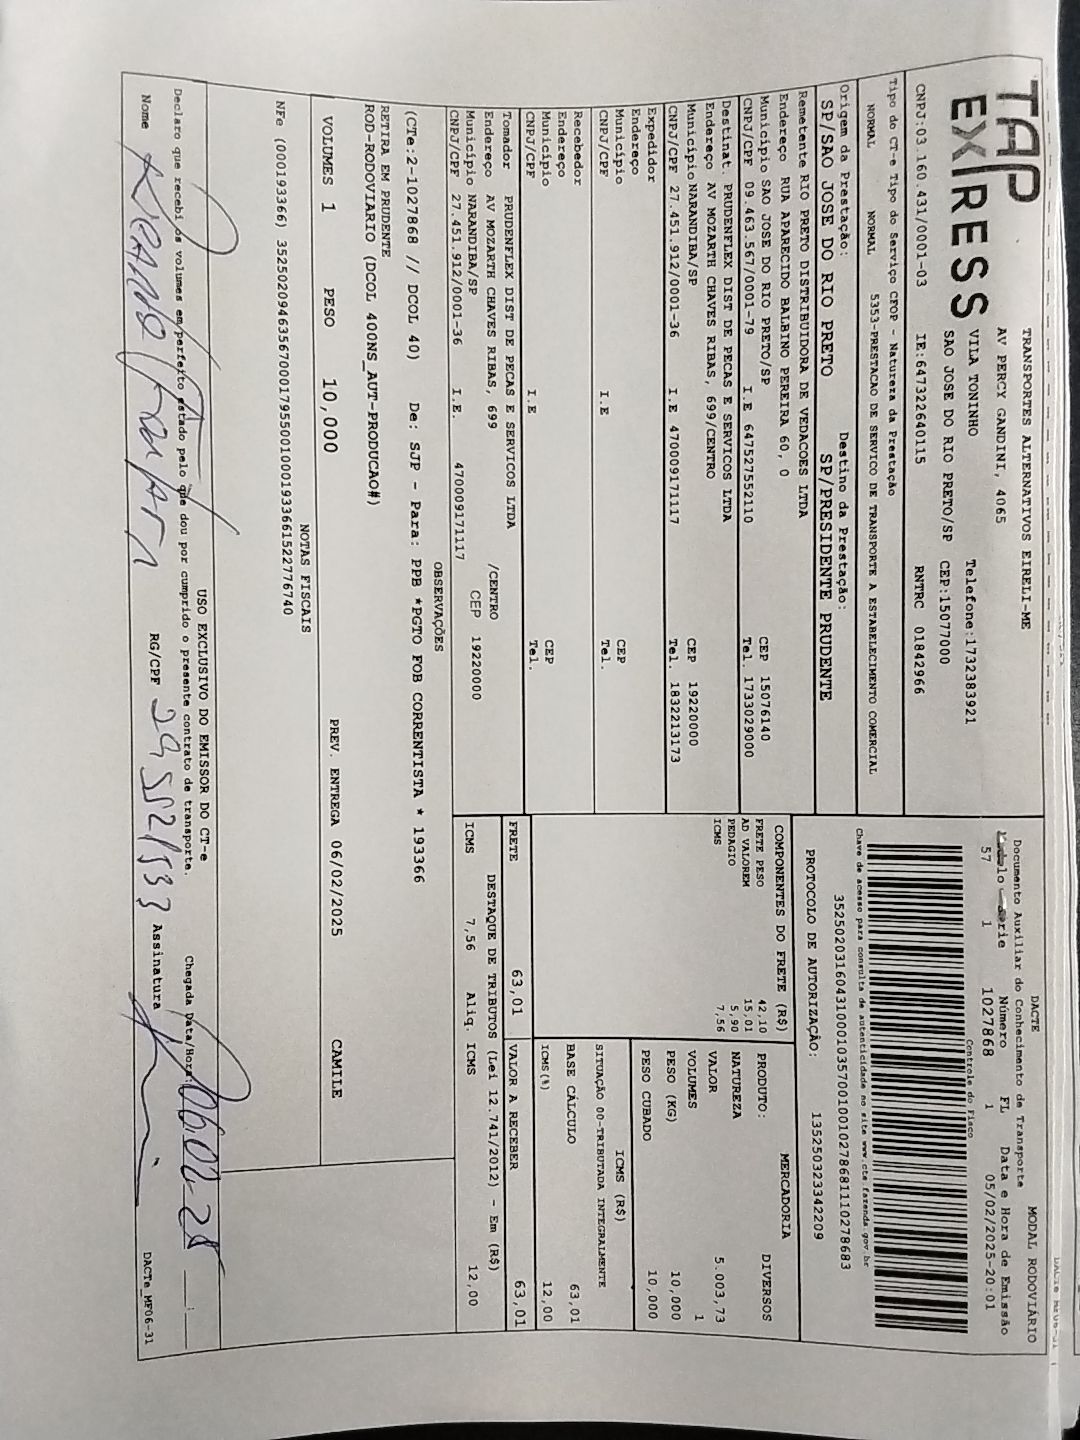 TAP
EXPRESS
TRANSPORTES ALTERNATIVOS EIRELI-ME
AV PERCY GANDINI, 4065
VILA TONINHO Telefone:1732383921
SAO JOSE DO RIO PRETO/SP CEP:15077000
CNPJ:03.160.431/0001-03 IE:647322640115 RNTRC 01842966
DACTE MODAL RODOVIÁRIO
Documento Auxiliar do Conhecimento de Transporte
Número FL Data e Hora de Emissão
57 1 1027868 1 05/02/2025-20:01
Controle do Fisco
Chave de acesso para consulta de autenticidade no site www.cte.fazenda.gov.br
35250203160431000103570010010278681110278683
PROTOCOLO DE AUTORIZAÇÃO: 135250323342209
Tipo do CT-e Tipo do Serviço CFOP - Natureza da Prestação
NORMAL NORMAL 5353-PRESTACAO DE SERVICO DE TRANSPORTE A ESTABELECIMENTO COMERCIAL
Origem da Prestação: Destino da Prestação:
SP/SAO JOSE DO RIO PRETO SP/PRESIDENTE PRUDENTE
Remetente RIO PRETO DISTRIBUIDORA DE VEDACOES LTDA
Endereço RUA APARECIDO BALBINO PEREIRA 60, 0
Município SAO JOSE DO RIO PRETO/SP CEP 15076140
CNPJ/CPF 09.463.567/0001-79 I.E 647527552110 Tel. 1733029000
Destinat. PRUDENFLEX DIST DE PECAS E SERVICOS LTDA
Endereço AV MOZARTH CHAVES RIBAS, 699/CENTRO
Município NARANDIBA/SP CEP 19220000
CNPJ/CPF 27.451.912/0001-36 I.E 470009171117 Tel. 1832213173
Expedidor
Endereço
Município CEP
CNPJ/CPF I.E Tel.
Recebedor
Endereço
Município CEP
CNPJ/CPF I.E Tel.
Tomador PRUDENFLEX DIST DE PECAS E SERVICOS LTDA
Endereço AV MOZARTH CHAVES RIBAS, 699 /CENTRO
Município NARANDIBA/SP CEP 19220000
CNPJ/CPF 27.451.912/0001-36 I.E. 470009171117
COMPONENTES DO FRETE (R$)
FRETE PESO 42,10
AD VALOREM 15,01
PEDAGIO 5,90
ICMS 7,56
MERCADORIA
PRODUTO: DIVERSOS
NATUREZA
VALOR 5.003,73
VOLUMES 1
PESO (KG) 10,000
PESO CUBADO 10,000
ICMS (R$)
SITUAÇÃO 00-TRIBUTADA INTEGRALMENTE
BASE CÁLCULO 63,01
ICMS(%) 12,00
FRETE 63,01 VALOR A RECEBER 63,01
DESTAQUE DE TRIBUTOS (Lei 12.741/2012) - Em (R$)
ICMS 7,56 Aliq. ICMS 12,00
OBSERVAÇÕES
(CTe:2-1027868 // DCOL 40) De: SJP - Para: PPB *PGTO FOB CORRENTISTA * 193366
RETIRA EM PRUDENTE
ROD-RODOVIARIO (DCOL 400NS_AUT-PRODUCAO#)
VOLUMES 1 PESO 10,000 PREV. ENTREGA 06/02/2025 CAMILE
NOTAS FISCAIS
NFe (000193366) 35250209463567000179550010001933661522776740
USO EXCLUSIVO DO EMISSOR DO CT-e
Declaro que recebi os volumes em perfeito estado pelo que dou por cumprido o presente contrato de transporte.
Chegada Data/Hora: 06.02.25 __:__
Nome RG/CPF Assinatura
DACTe_MF06-31